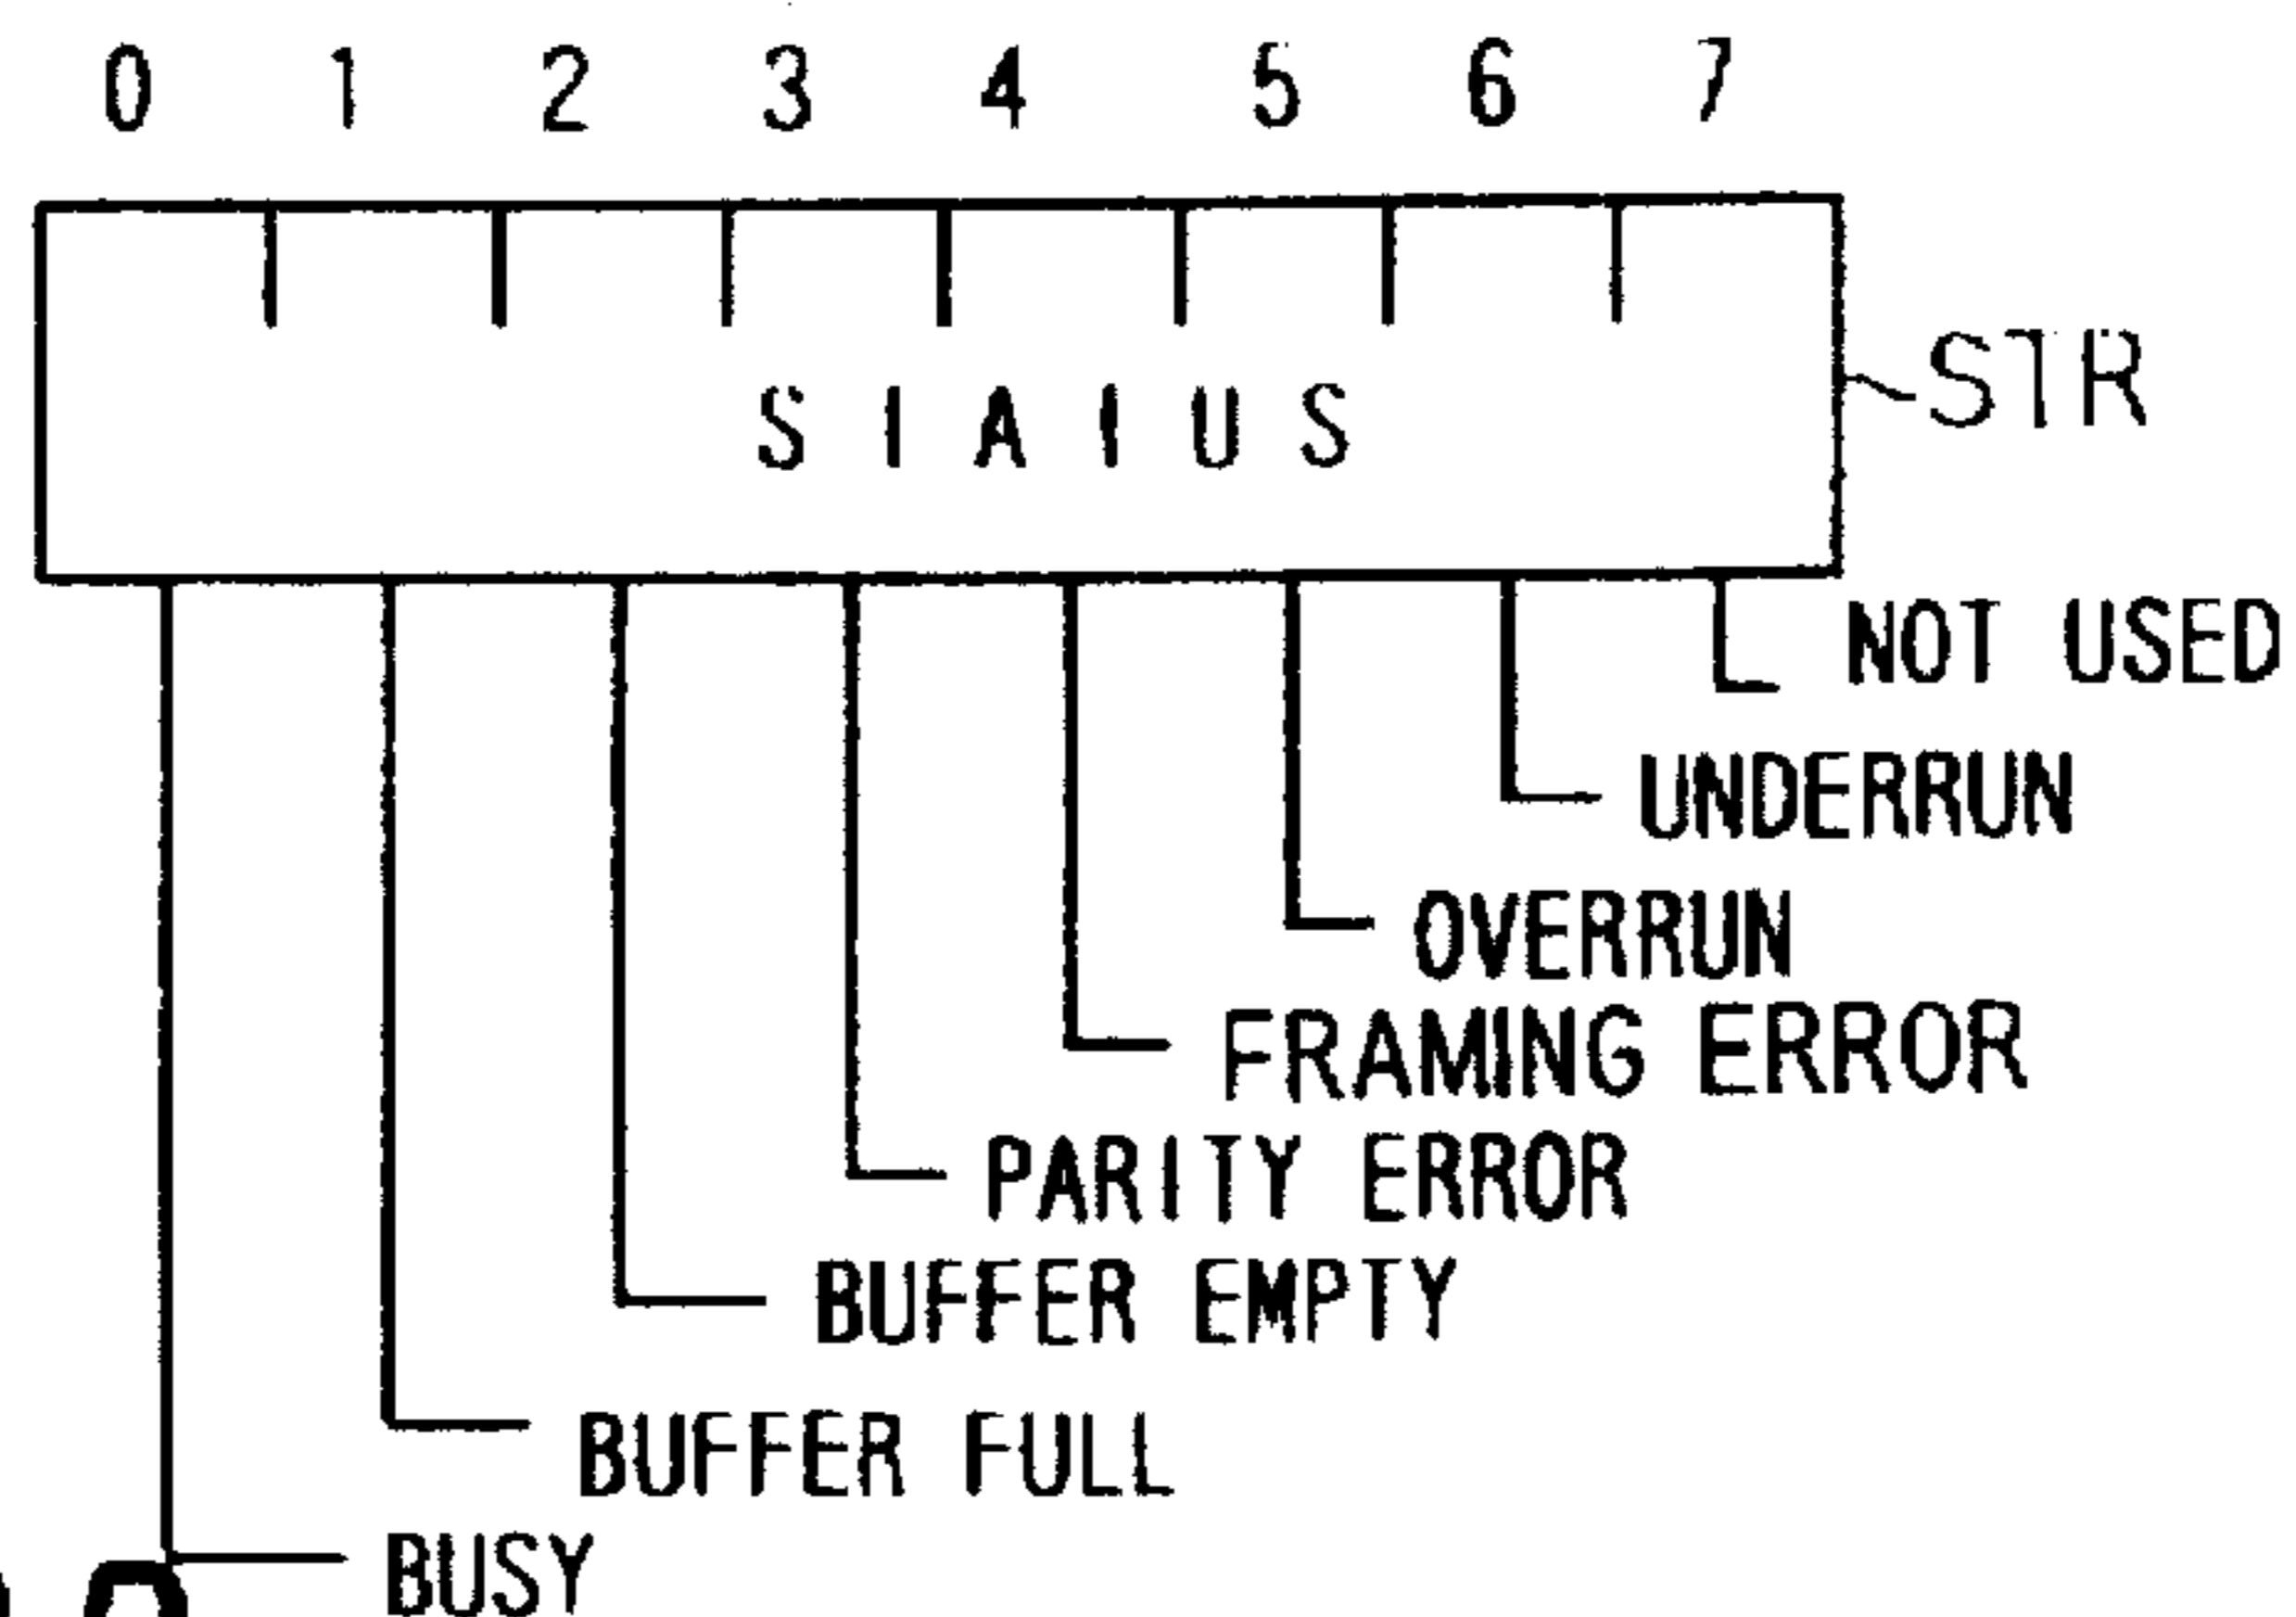 0 1 2 3 4 5 6 7
STATUS
STR
NOT USED
UNDERRUN
OVERRUN
FRAMING ERROR
PARITY ERROR
BUFFER EMPTY
BUFFER FULL
BUSY